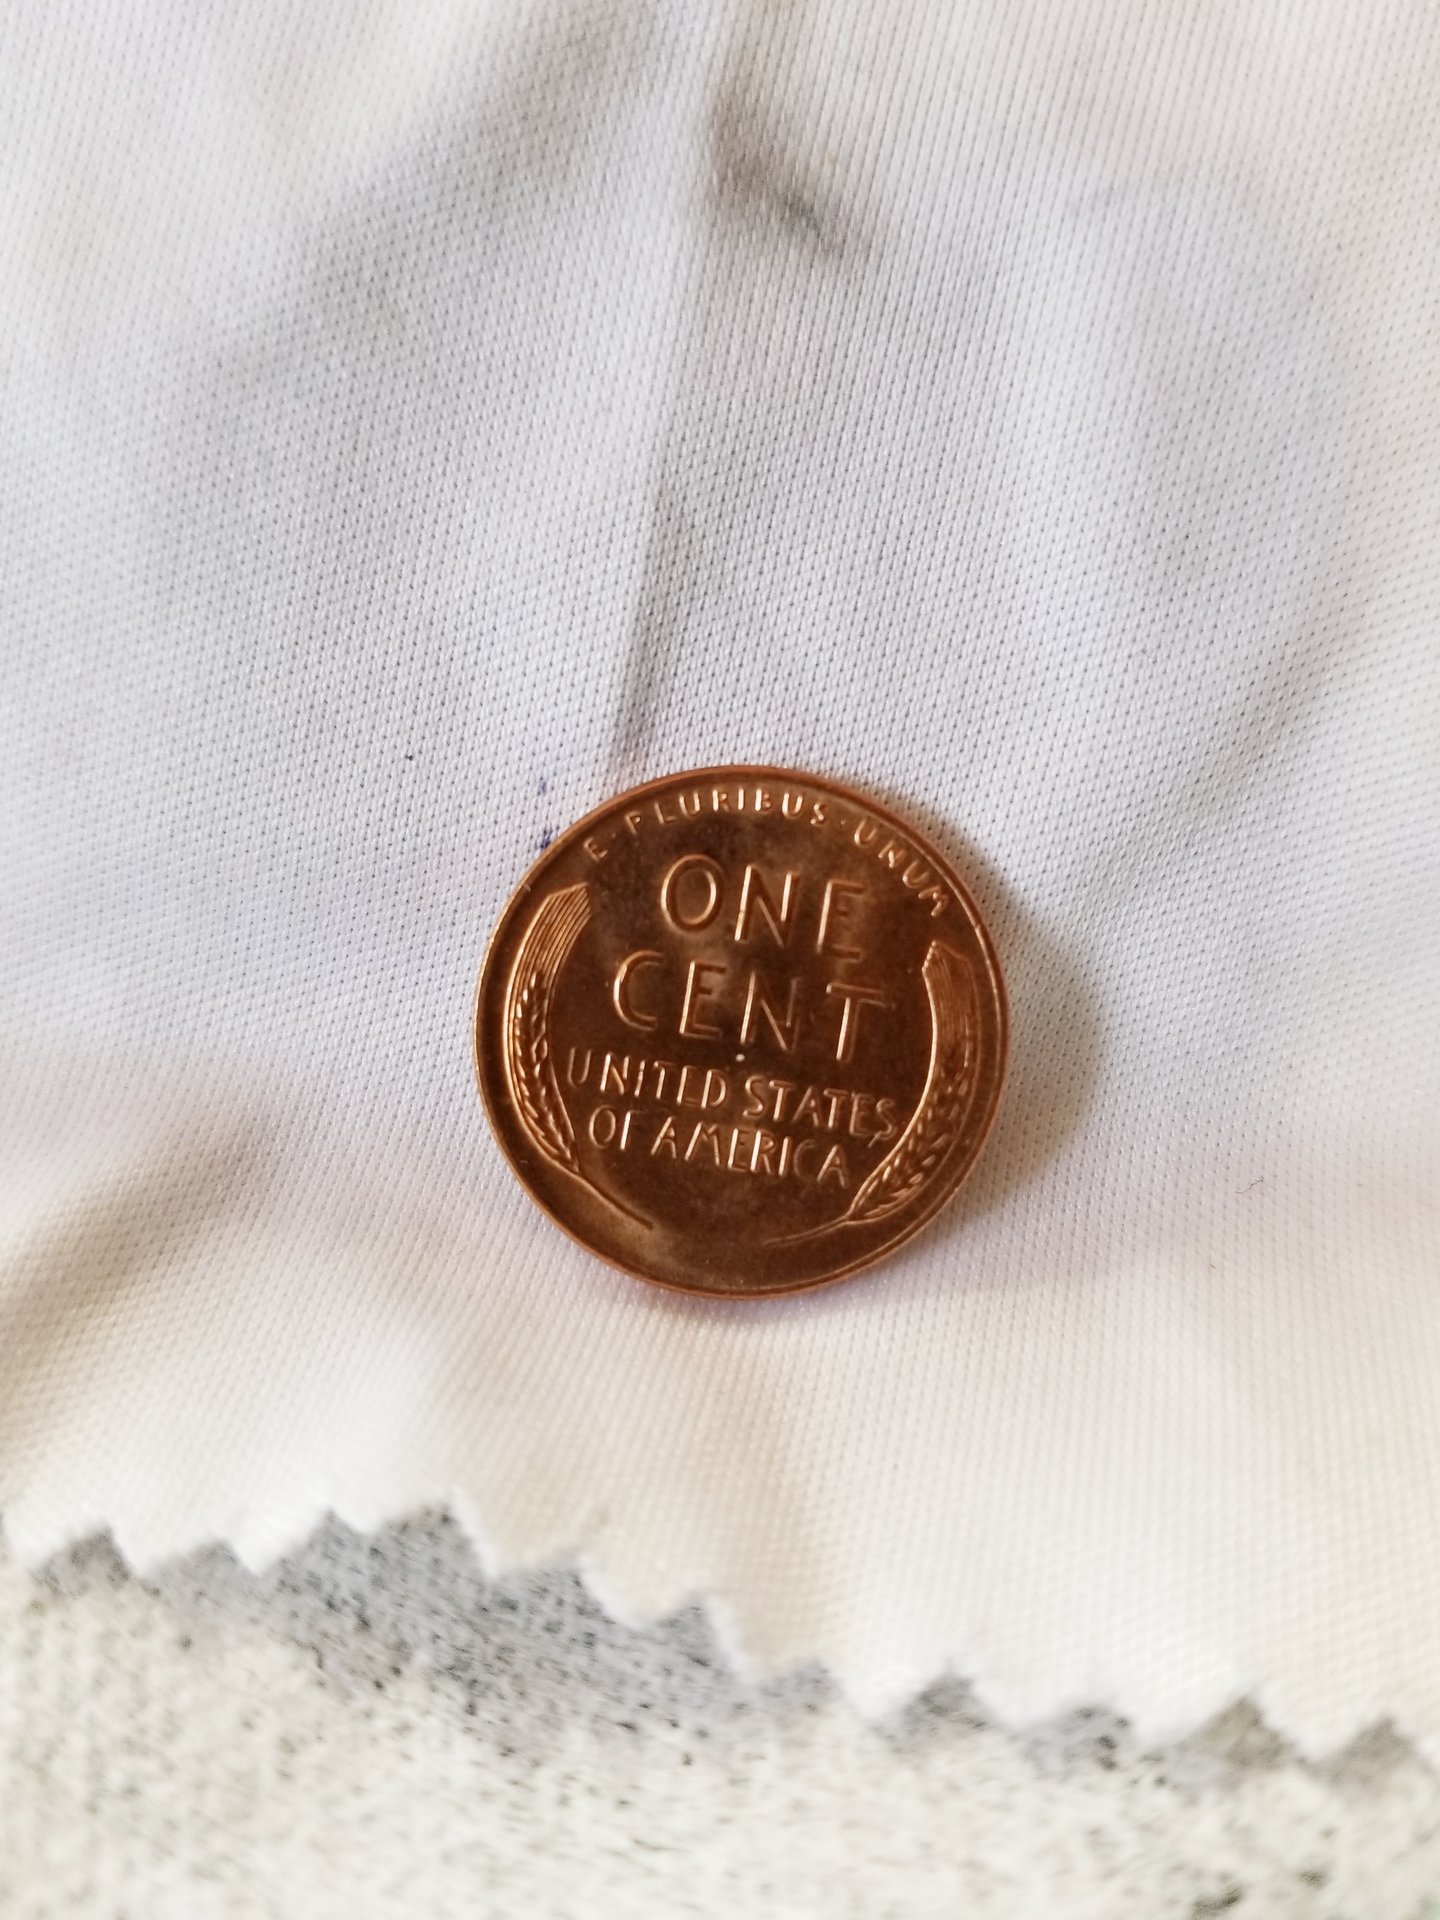 E·PLURIBUS·UNUM
ONE
CENT
UNITED STATES
OF AMERICA